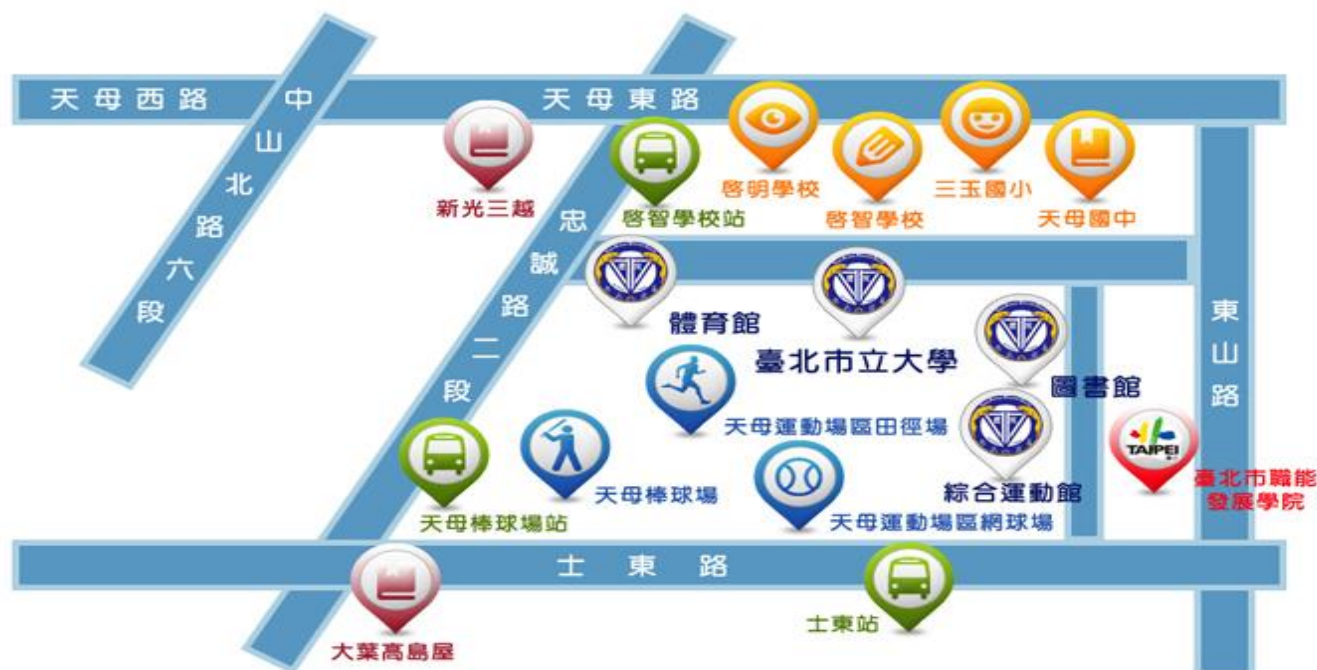 天母西路
中山北路六段
天母東路
新光三越
啓智學校站
啓明學校
啓智學校
三玉國小
天母國中
忠誠路二段
體育館
臺北市立大學
圖書館
東山路
天母運動場區田徑場
TAIPEI
臺北市職能
發展學院
天母棒球場
綜合運動館
天母棒球場站
天母運動場區網球場
士東路
士東站
大葉高島屋